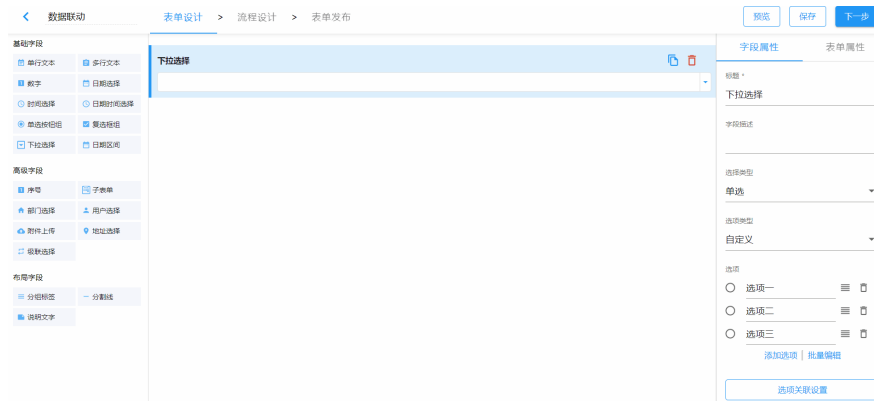 数据联动
表单设计 > 流程设计 > 表单发布
预览 保存 下一步
基础字段
单行文本 多行文本
数字 日期选择
时间选择 日期时间选择
单选按钮组 复选框组
下拉选择 日期区间
高级字段
序号 子表单
部门选择 用户选择
附件上传 地址选择
级联选择
布局字段
分组标签 分割线
说明文字
下拉选择
字段属性 表单属性
标题 *
下拉选择
字段描述
选择类型
单选
选项类型
自定义
选项
选项一
选项二
选项三
添加选项 | 批量编辑
选项关联设置